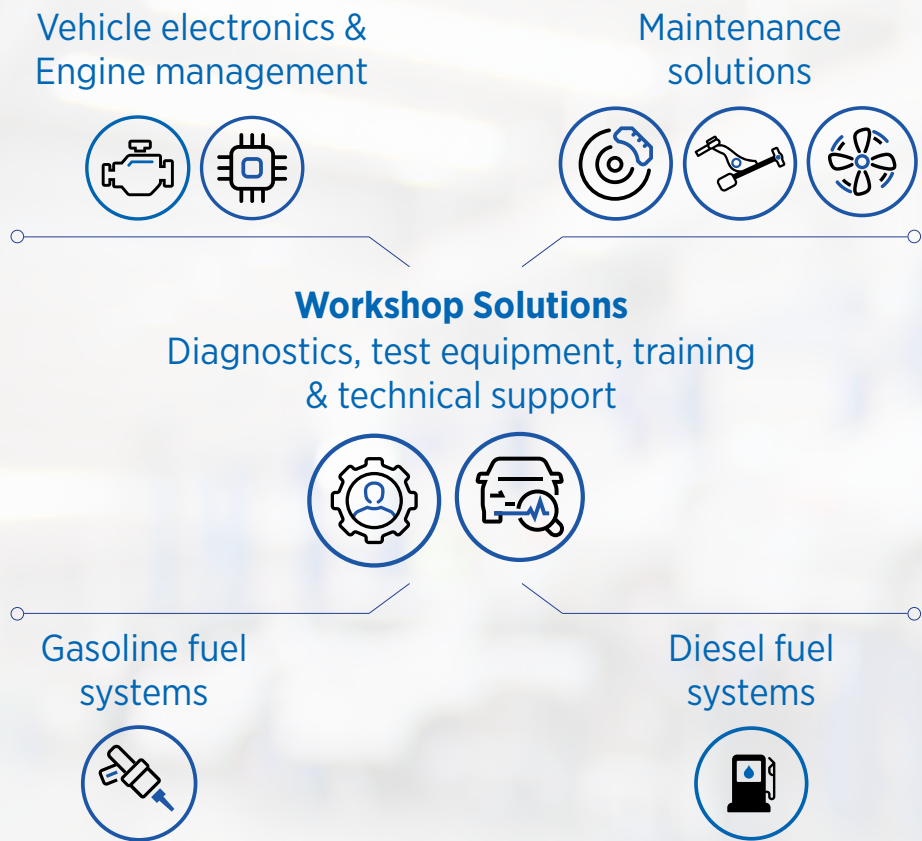 Vehicle electronics &
Engine management
Maintenance
solutions
Workshop Solutions
Diagnostics, test equipment, training
& technical support
Gasoline fuel
systems
Diesel fuel
systems